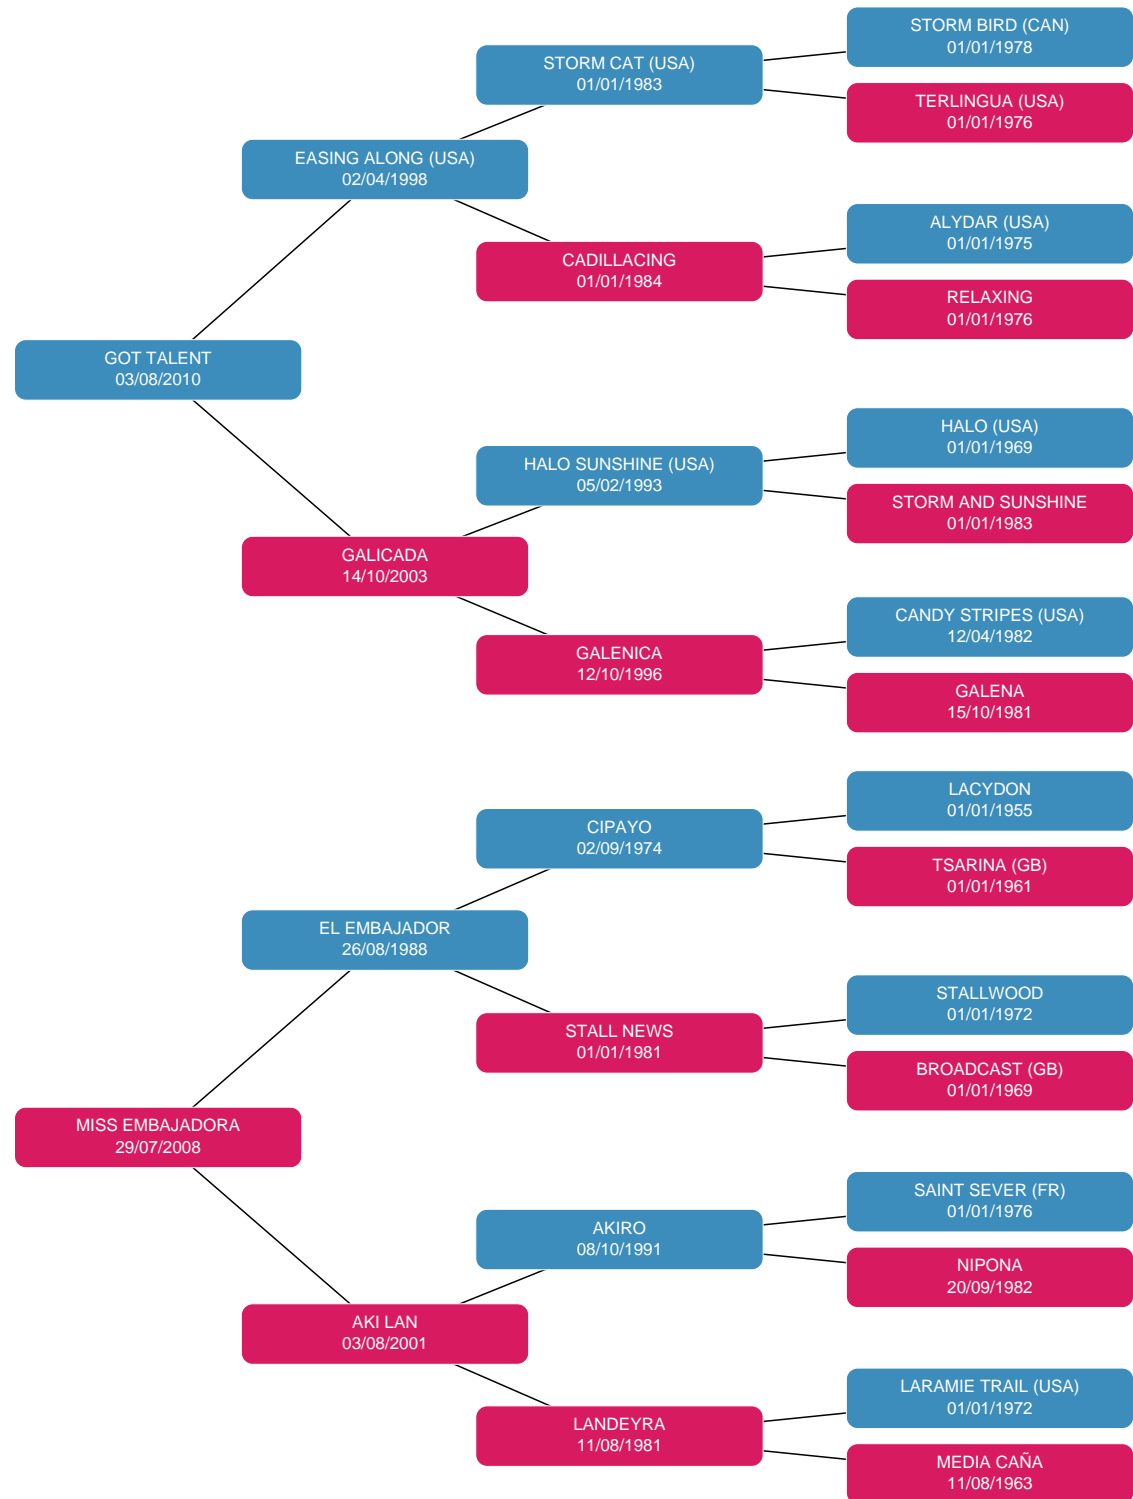 STORM BIRD (CAN)
01/01/1978
STORM CAT (USA)
01/01/1983
TERLINGUA (USA)
01/01/1976
EASING ALONG (USA)
02/04/1998
ALYDAR (USA)
01/01/1975
CADILLACING
01/01/1984
RELAXING
01/01/1976
GOT TALENT
03/08/2010
HALO (USA)
01/01/1969
HALO SUNSHINE (USA)
05/02/1993
STORM AND SUNSHINE
01/01/1983
GALICADA
14/10/2003
CANDY STRIPES (USA)
12/04/1982
GALENICA
12/10/1996
GALENA
15/10/1981
LACYDON
01/01/1955
CIPAYO
02/09/1974
TSARINA (GB)
01/01/1961
EL EMBAJADOR
26/08/1988
STALLWOOD
01/01/1972
STALL NEWS
01/01/1981
BROADCAST (GB)
01/01/1969
MISS EMBAJADORA
29/07/2008
SAINT SEVER (FR)
01/01/1976
AKIRO
08/10/1991
NIPONA
20/09/1982
AKI LAN
03/08/2001
LARAMIE TRAIL (USA)
01/01/1972
LANDEYRA
11/08/1981
MEDIA CAÑA
11/08/1963